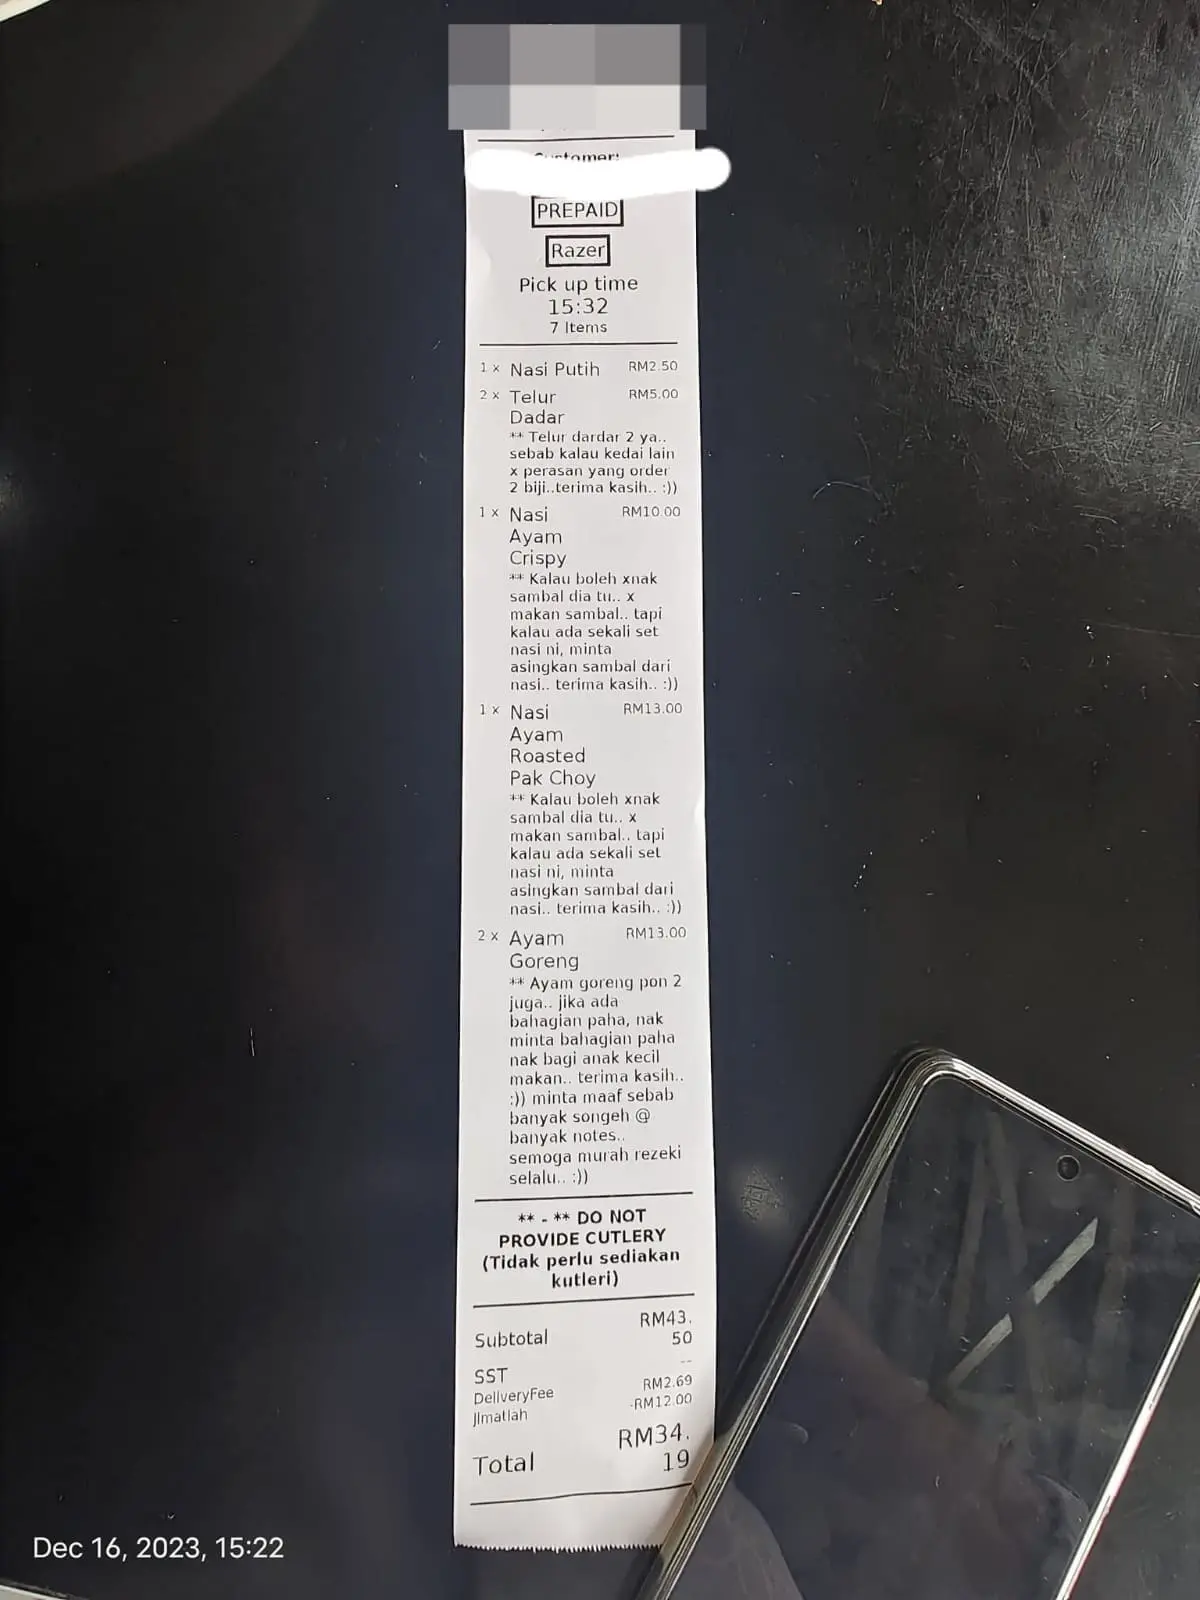 Customer:
PREPAID
Razer
Pick up time
15:32
7 Items
1 x Nasi Putih RM2.50
2 x Telur RM5.00
Dadar
** Telur dardar 2 ya..
sebab kalau kedai lain
x perasan yang order
2 biji..terima kasih.. :))
1 x Nasi RM10.00
Ayam
Crispy
** Kalau boleh xnak
sambal dia tu.. x
makan sambal.. tapi
kalau ada sekali set
nasi ni, minta
asingkan sambal dari
nasi.. terima kasih.. :))
1 x Nasi RM13.00
Ayam
Roasted
Pak Choy
** Kalau boleh xnak
sambal dia tu.. x
makan sambal.. tapi
kalau ada sekali set
nasi ni, minta
asingkan sambal dari
nasi.. terima kasih.. :))
2 x Ayam RM13.00
Goreng
** Ayam goreng pon 2
juga.. jika ada
bahagian paha, nak
minta bahagian paha
nak bagi anak kecil
makan.. terima kasih..
:)) minta maaf sebab
banyak songeh @
banyak notes..
semoga murah rezeki
selalu.. :))
** - ** DO NOT
PROVIDE CUTLERY
(Tidak perlu sediakan
kutleri)
Subtotal RM43.
50
SST --
DeliveryFee RM2.69
JImatlah -RM12.00
Total RM34.
19
Dec 16, 2023, 15:22